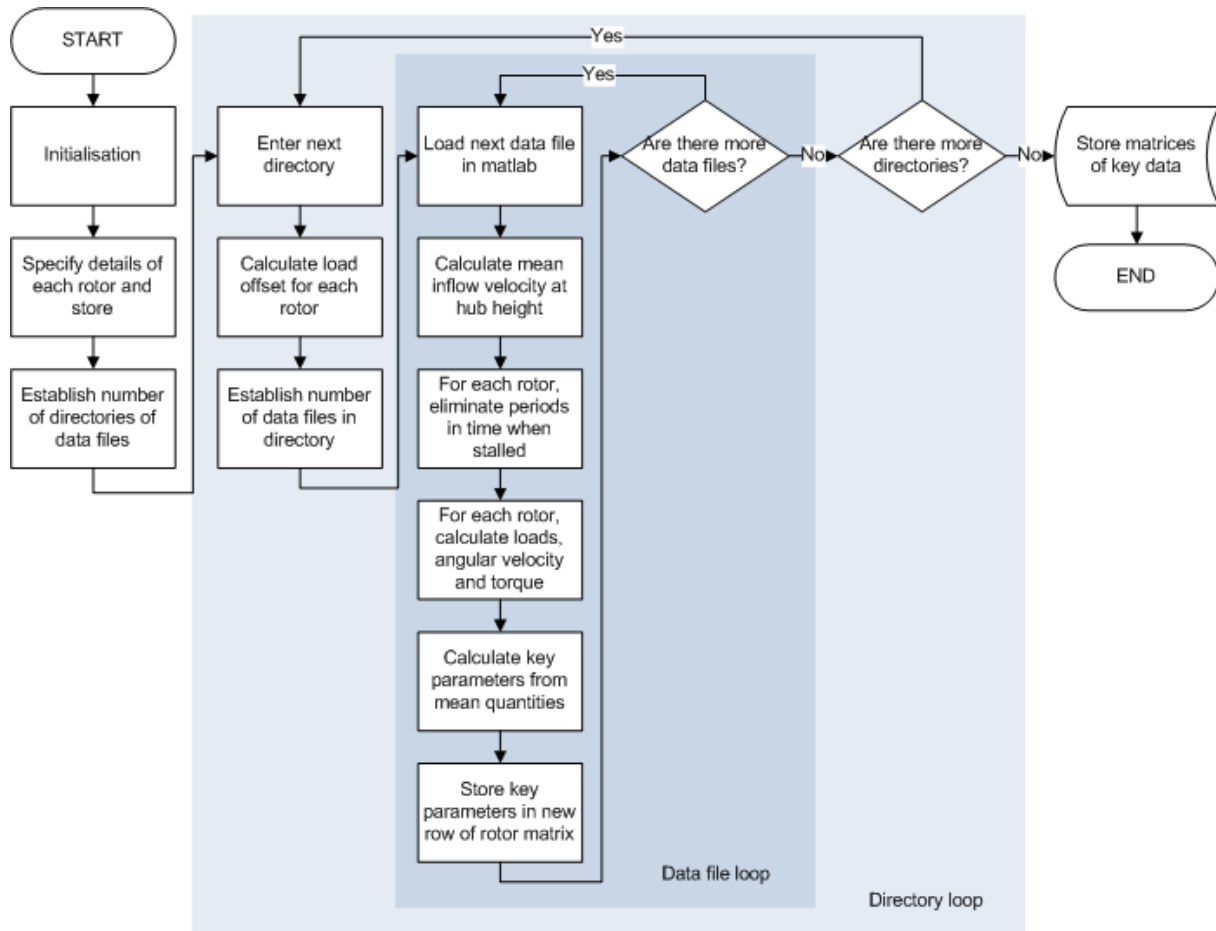 START
Initialisation
Specify details of
each rotor and
store
Establish number
of directories of
data files
Enter next
directory
Calculate load
offset for each
rotor
Establish number
of data files in
directory
Load next data file
in matlab
Calculate mean
inflow velocity at
hub height
For each rotor,
eliminate periods
in time when
stalled
For each rotor,
calculate loads,
angular velocity
and torque
Calculate key
parameters from
mean quantities
Store key
parameters in new
row of rotor matrix
Are there more
data files?
Yes
No
Are there more
directories?
Yes
No
Store matrices
of key data
END
Data file loop
Directory loop